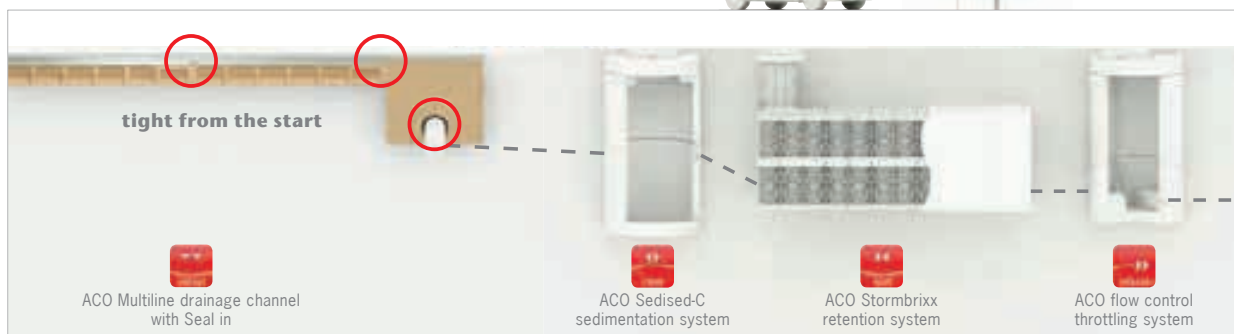 tight from the start
ACO Multiline drainage channel
with Seal in
ACO Sedised-C
sedimentation system
ACO Stormbrixx
retention system
ACO flow control
throttling system